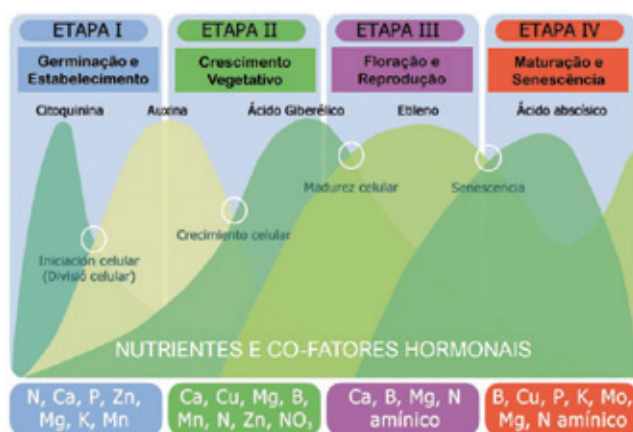 ETAPA I
Germinação e
Estabelecimento
ETAPA II
Crescimento
Vegetativo
ETAPA III
Floração e
Reprodução
ETAPA IV
Maturação e
Senescência
Citoquinina
Auxina
Ácido Giberélico
Etileno
Ácido abscísico
Iniciación celular
(Divisió celular)
Crecimiento celular
Madurez celular
Senescencia
NUTRIENTES E CO-FATORES HORMONAIS
N, Ca, P, Zn,
Mg, K, Mn
Ca, Cu, Mg, B,
Mn, N, Zn, NO₃
Ca, B, Mg, N
amínico
B, Cu, P, K, Mo,
Mg, N amínico